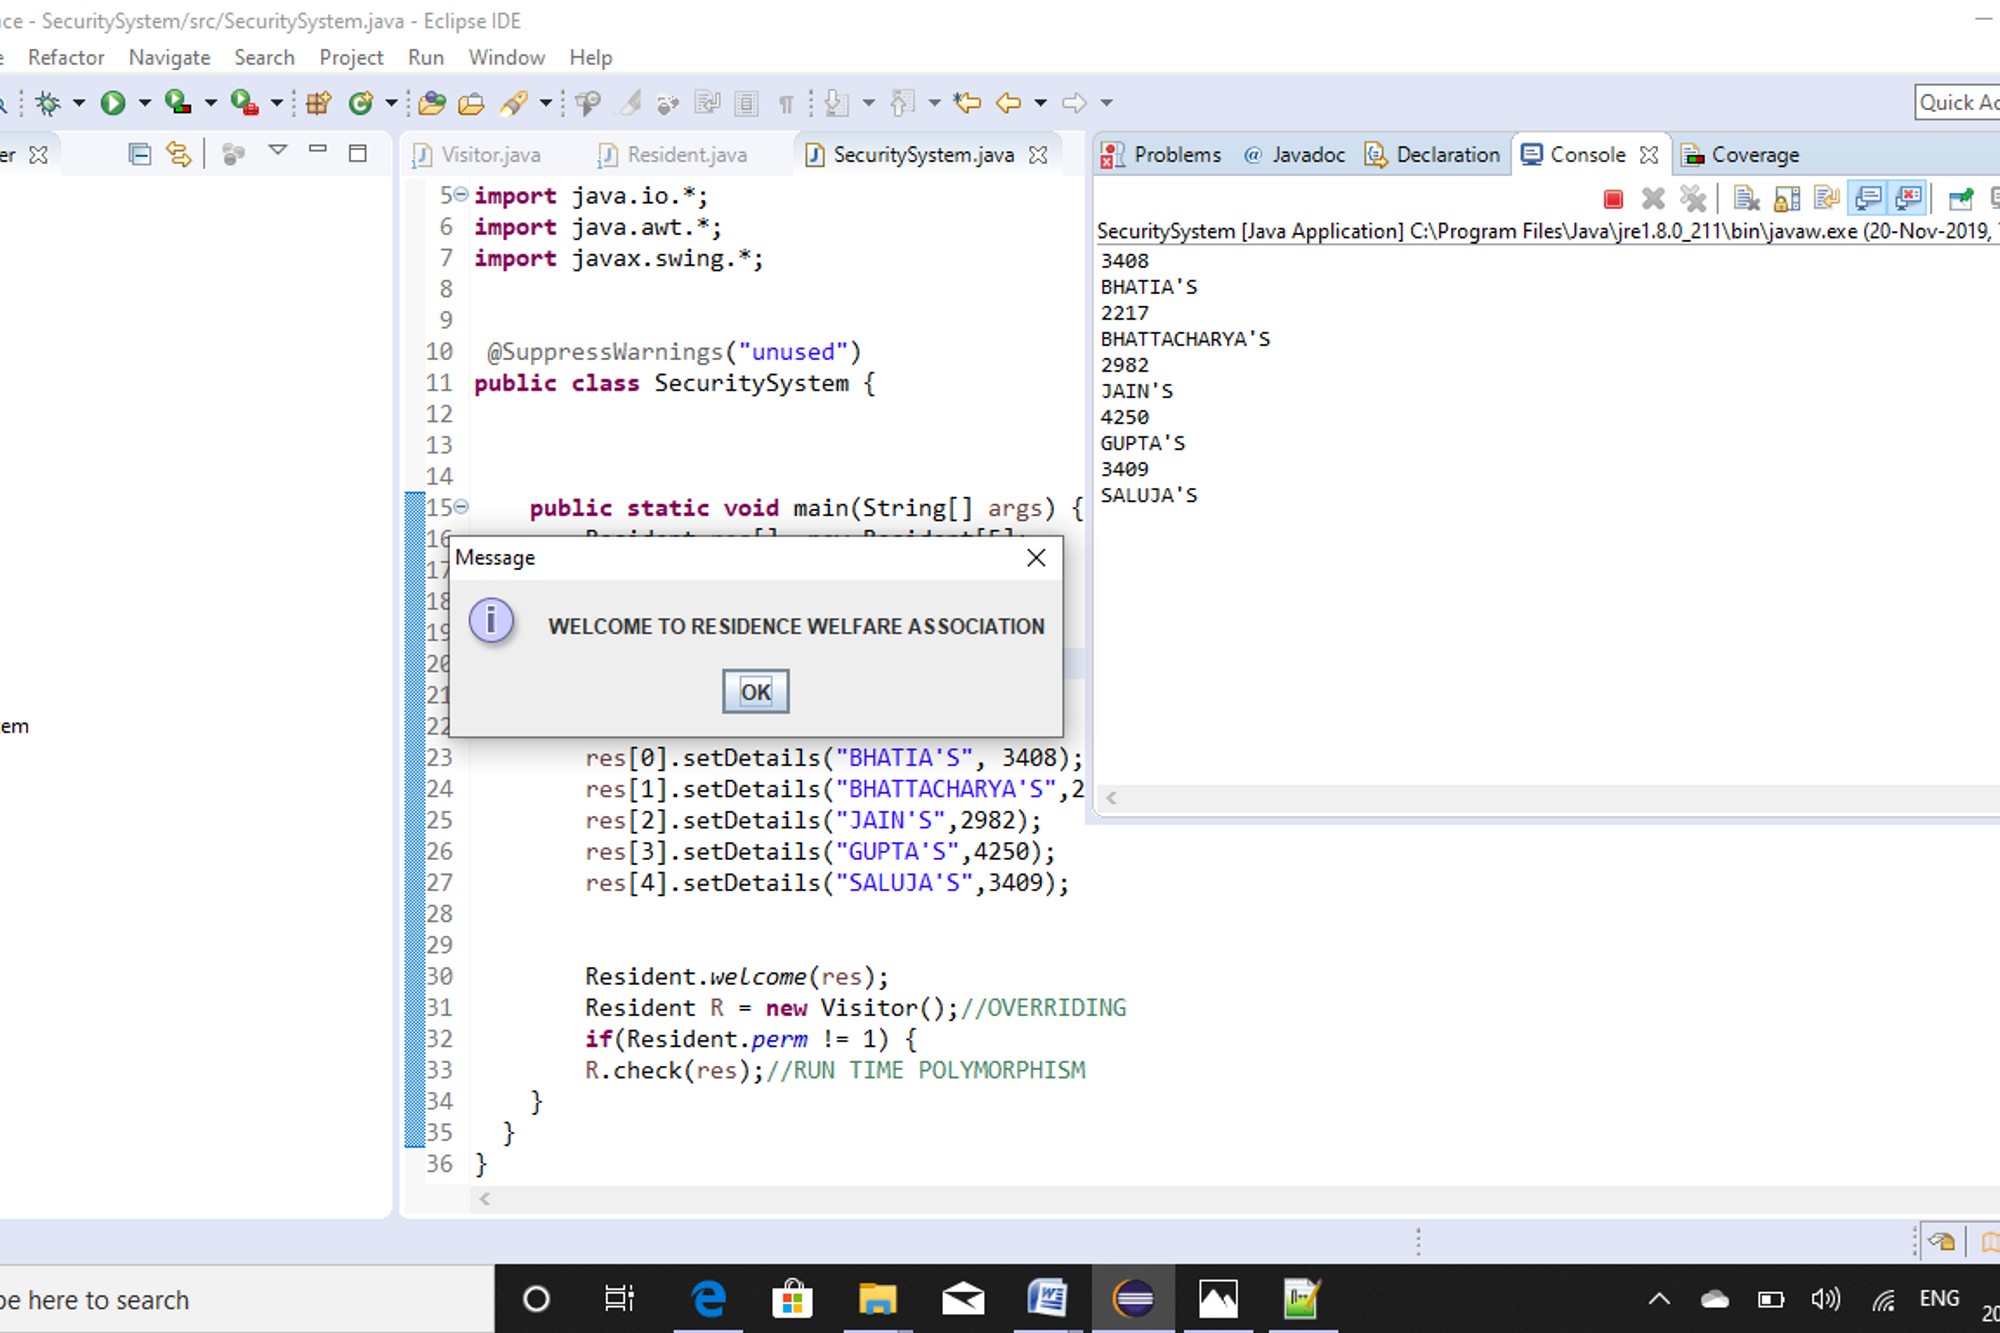 ce - SecuritySystem/src/SecuritySystem.java - Eclipse IDE
e Refactor Navigate Search Project Run Window Help
Quick Ac
er
Visitor.java Resident.java SecuritySystem.java
5 import java.io.*;
6 import java.awt.*;
7 import javax.swing.*;
8
9
10 @SuppressWarnings("unused")
11 public class SecuritySystem {
12
13
14
15 public static void main(String[] args) {
16
17
18
19
20
21
22
23 res[0].setDetails("BHATIA'S", 3408);
24 res[1].setDetails("BHATTACHARYA'S",2
25 res[2].setDetails("JAIN'S",2982);
26 res[3].setDetails("GUPTA'S",4250);
27 res[4].setDetails("SALUJA'S",3409);
28
29
30 Resident.welcome(res);
31 Resident R = new Visitor();//OVERRIDING
32 if(Resident.perm != 1) {
33 R.check(res);//RUN TIME POLYMORPHISM
34 }
35 }
36 }
Message
WELCOME TO RESIDENCE WELFARE ASSOCIATION
OK
tem
Problems @ Javadoc Declaration Console Coverage
SecuritySystem [Java Application] C:\Program Files\Java\jre1.8.0_211\bin\javaw.exe (20-Nov-2019,
3408
BHATIA'S
2217
BHATTACHARYA'S
2982
JAIN'S
4250
GUPTA'S
3409
SALUJA'S
pe here to search
ENG
20